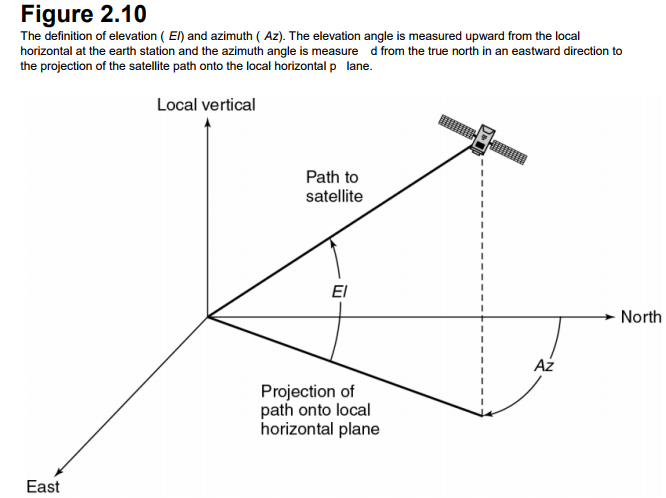 Figure 2.10
The definition of elevation ( El) and azimuth ( Az). The elevation angle is measured upward from the local
horizontal at the earth station and the azimuth angle is measure d from the true north in an eastward direction to
the projection of the satellite path onto the local horizontal p lane.
Local vertical
Path to
satellite
El
North
Az
Projection of
path onto local
horizontal plane
East